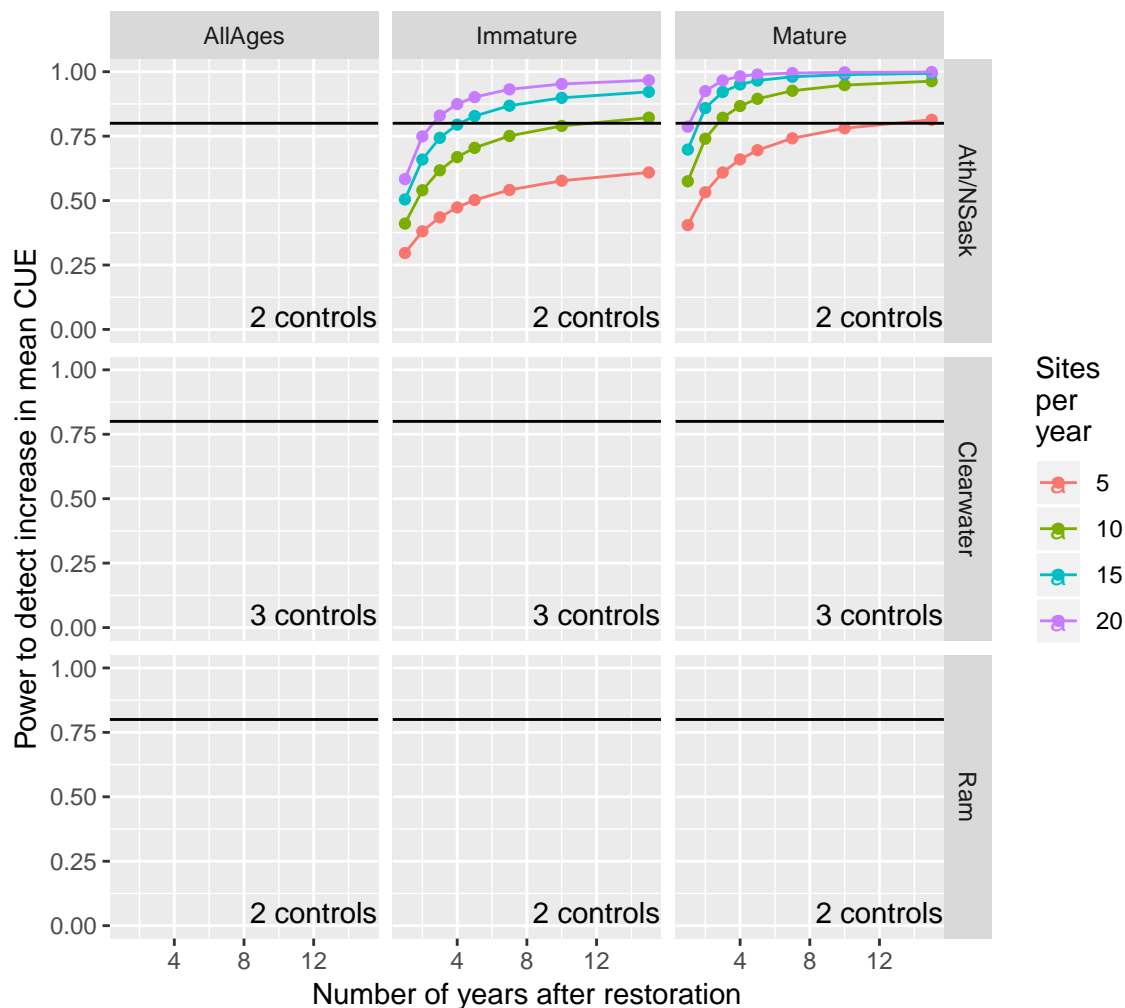 AllAges Immature Mature
Power to detect increase in mean CUE
1.00
0.75
0.50
0.25
0.00
2 controls 2 controls 2 controls
Ath/NSask
1.00
0.75
0.50
0.25
0.00
3 controls 3 controls 3 controls
Clearwater
1.00
0.75
0.50
0.25
0.00
2 controls 2 controls 2 controls
Ram
4 8 12 4 8 12 4 8 12
Number of years after restoration
Sites
per
year
a 5
a 10
a 15
a 20